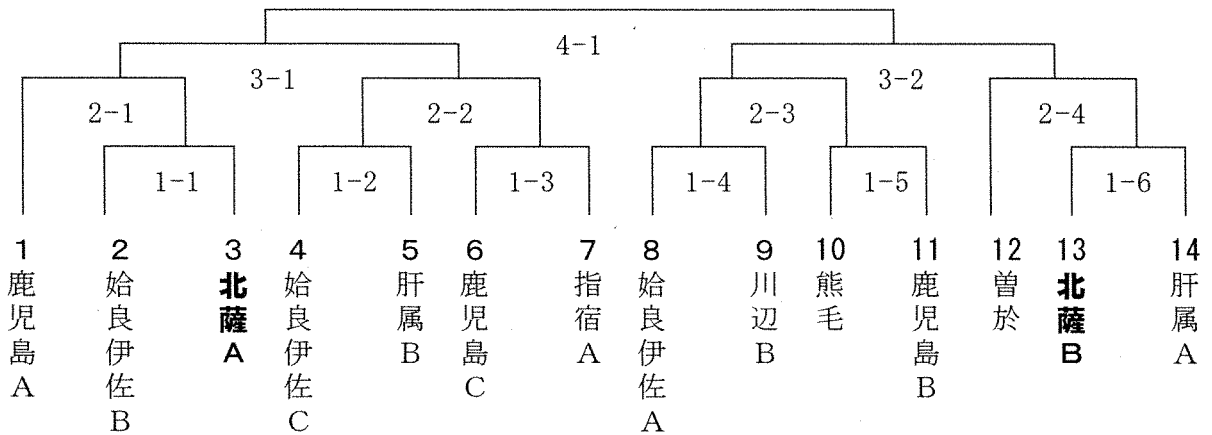 4-1
3-1
3-2
2-1
2-2
2-3
2-4
1-1
1-2
1-3
1-4
1-5
1-6
1 鹿児島A
2 姶良伊佐B
3 北薩A
4 姶良伊佐C
5 肝属B
6 鹿児島C
7 指宿A
8 姶良伊佐A
9 川辺B
10 熊毛
11 鹿児島B
12 曽於
13 北薩B
14 肝属A